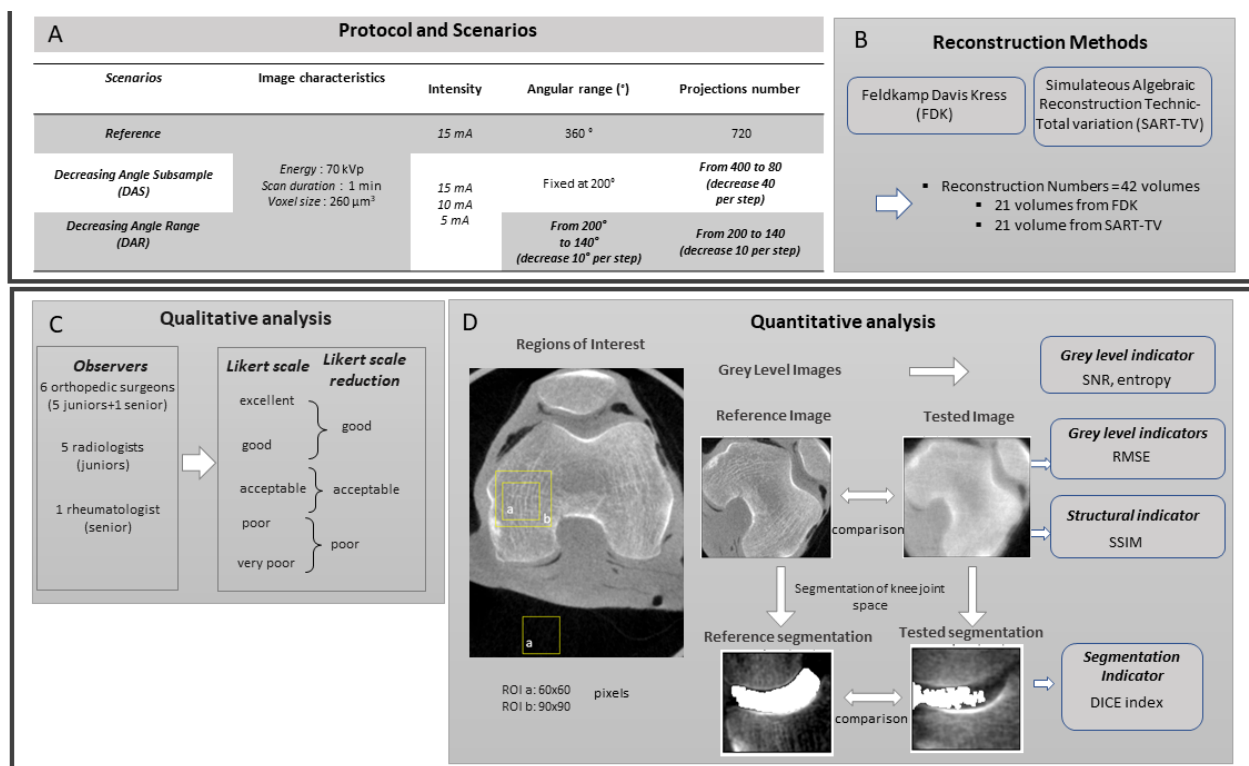 A
Protocol and Scenarios
Scenarios
Image characteristics
Intensity
Angular range (°)
Projections number
Reference
15 mA
360 °
720
Decreasing Angle Subsample
(DAS)
Energy : 70 kVp
Scan duration : 1 min
Voxel size : 260 µm³
15 mA
10 mA
5 mA
Fixed at 200°
From 400 to 80
(decrease 40
per step)
Decreasing Angle Range
(DAR)
From 200°
to 140°
(decrease 10° per step)
From 200 to 140
(decrease 10 per step)
B
Reconstruction Methods
Feldkamp Davis Kress
(FDK)
Simulateous Algebraic
Reconstruction Technic-
Total variation (SART-TV)
▪ Reconstruction Numbers = 42 volumes
▪ 21 volumes from FDK
▪ 21 volume from SART-TV
C
Qualitative analysis
Observers
6 orthopedic surgeons
(5 juniors+1 senior)
5 radiologists
(juniors)
1 rheumatologist
(senior)
Likert scale
Likert scale
reduction
excellent
good
good
acceptable
acceptable
poor
poor
very poor
D
Quantitative analysis
Regions of Interest
a
b
a
ROI a: 60x60
ROI b: 90x90
pixels
Grey Level Images
Grey level indicator
SNR, entropy
Reference Image
Tested Image
comparison
Grey level indicators
RMSE
Structural indicator
SSIM
Segmentation of knee joint
space
Reference segmentation
Tested segmentation
comparison
Segmentation
Indicator
DICE index